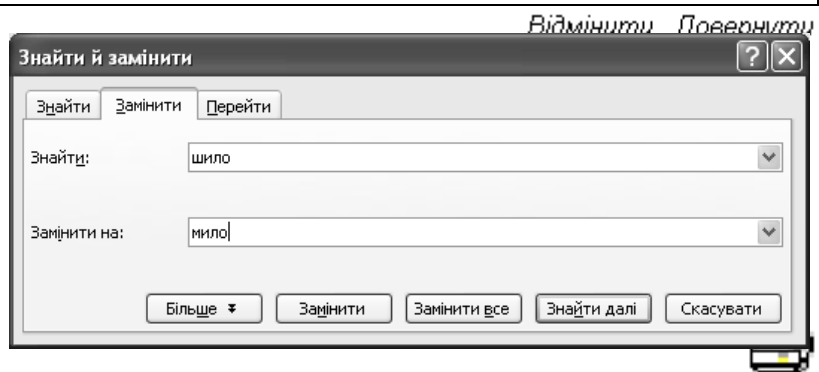 Відмінити Повернути
Знайти й замінити
Знайти Замінити Перейти
Знайти: шило
Замінити на: мило
Більше Замінити Замінити все Знайти далі Скасувати